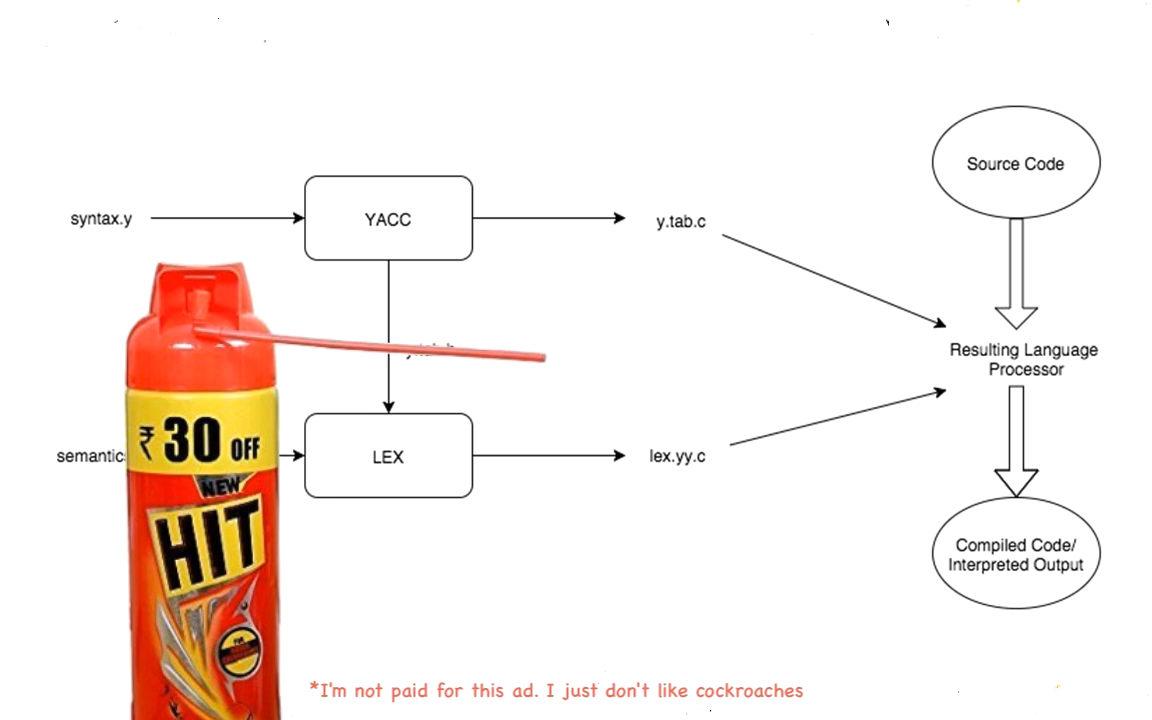 Source Code
syntax.y
YACC
y.tab.c
Resulting Language
Processor
₹ 30 OFF
semantic
LEX
lex.yy.c
NEW
HIT
Compiled Code/
Interpreted Output
*I'm not paid for this ad. I just don't like cockroaches